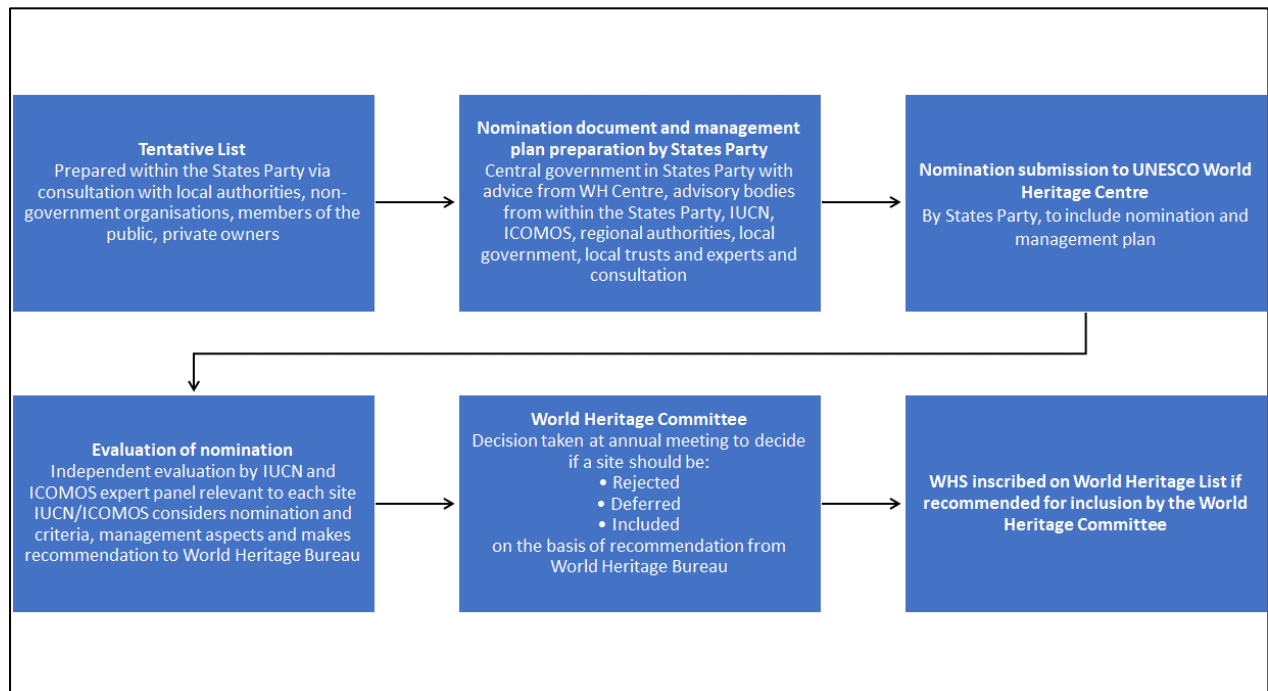 Tentative List
Prepared within the States Party via
consultation with local authorities, non-
government organisations, members of the
public, private owners
Nomination document and management
plan preparation by States Party
Central government in States Party with
advice from WH Centre, advisory bodies
from within the States Party, IUCN,
ICOMOS, regional authorities, local
government, local trusts and experts and
consultation
Nomination submission to UNESCO World
Heritage Centre
By States Party, to include nomination and
management plan
Evaluation of nomination
Independent evaluation by IUCN and
ICOMOS expert panel relevant to each site
IUCN/ICOMOS considers nomination and
criteria, management aspects and makes
recommendation to World Heritage Bureau
World Heritage Committee
Decision taken at annual meeting to decide
if a site should be:
• Rejected
• Deferred
• Included
on the basis of recommendation from
World Heritage Bureau
WHS inscribed on World Heritage List if
recommended for inclusion by the World
Heritage Committee